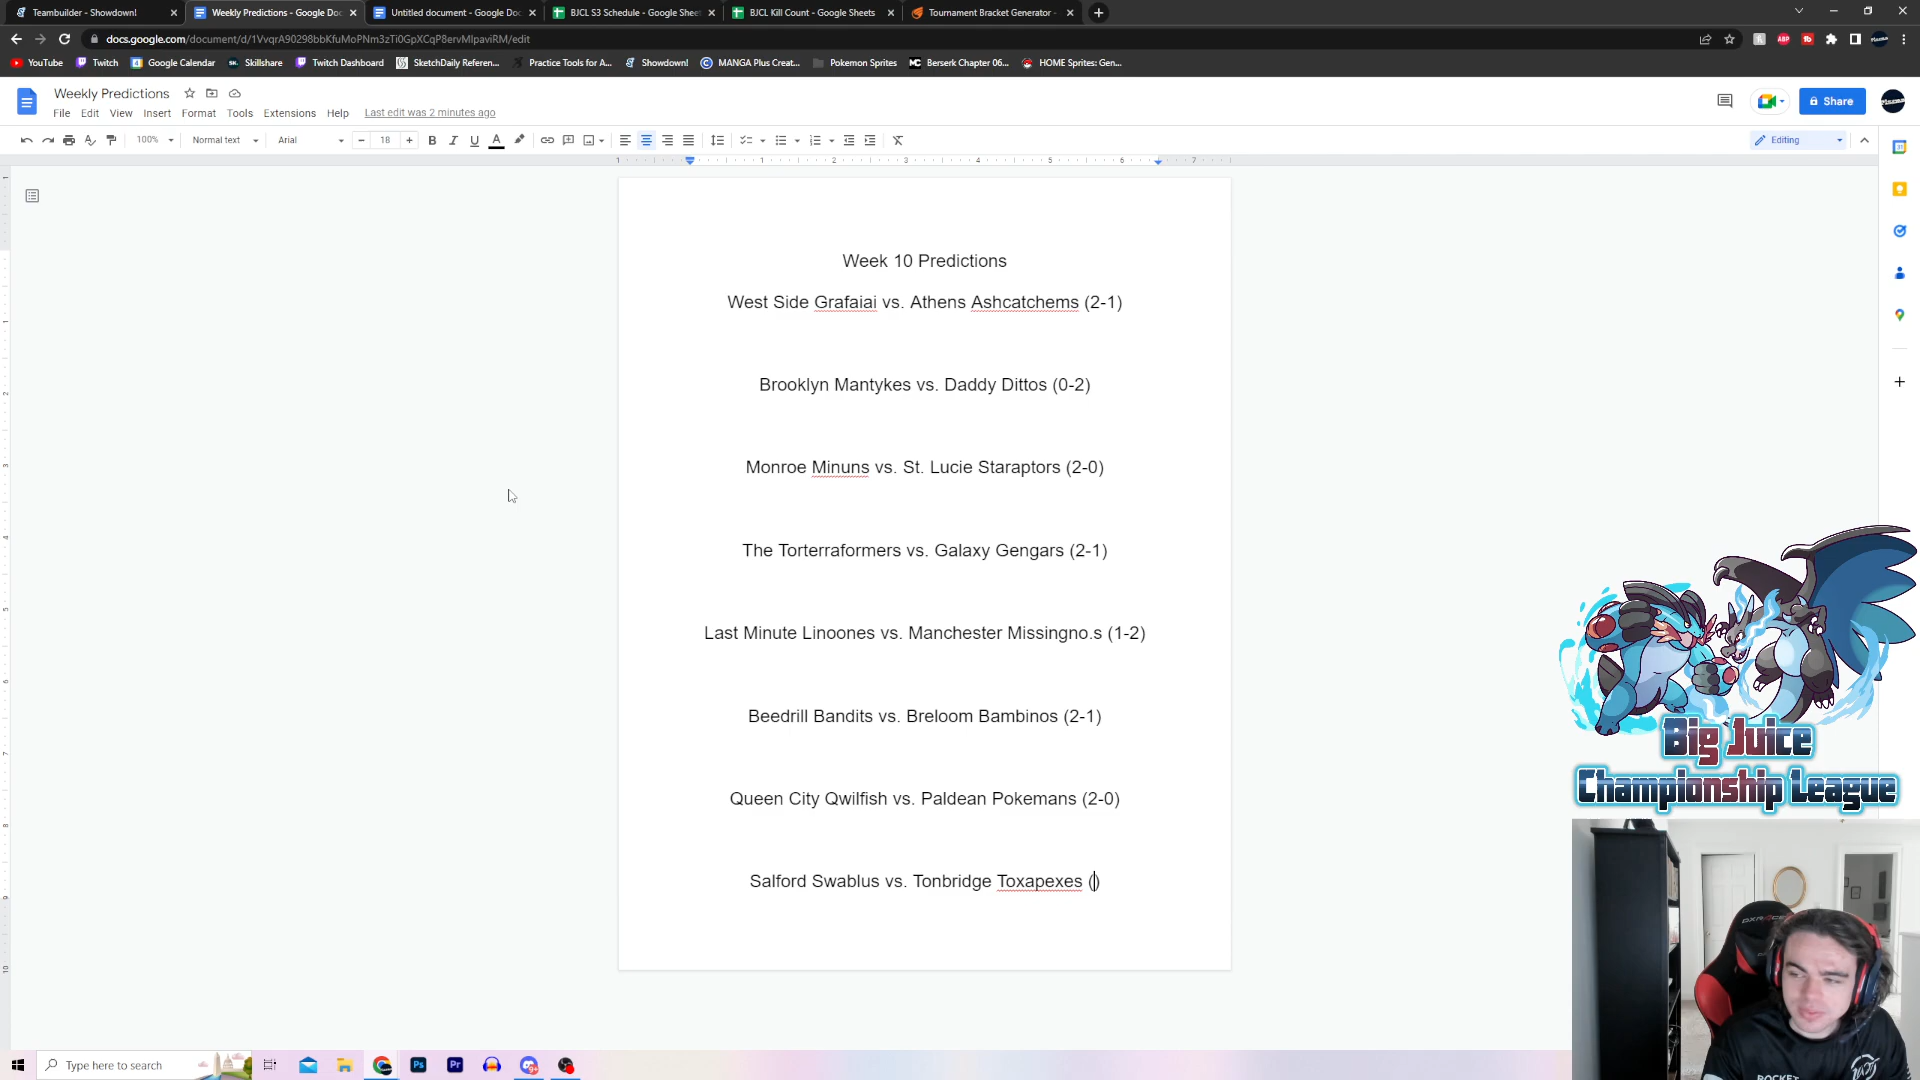 Teambuilder - Showdown!
Weekly Predictions - Google Doc
Untitled document - Google Doc
BJCL S3 Schedule - Google Sheet
BJCL Kill Count - Google Sheets
Tournament Bracket Generator -
docs.google.com/document/d/1VvqrA90298bbKfuMoPNm3zTi0GpXCqP8ervMlpaviRM/edit
YouTube
Twitch
Google Calendar
Skillshare
Twitch Dashboard
SketchDaily Referen...
Practice Tools for A...
Showdown!
MANGA Plus Creat...
Pokemon Sprites
Berserk Chapter 06...
HOME Sprites: Gen...
Weekly Predictions
File Edit View Insert Format Tools Extensions Help Last edit was 2 minutes ago
Share
100% Normal text Arial 18
Editing
Week 10 Predictions
West Side Grafaiai vs. Athens Ashcatchems (2-1)
Brooklyn Mantykes vs. Daddy Dittos (0-2)
Monroe Minuns vs. St. Lucie Staraptors (2-0)
The Torterraformers vs. Galaxy Gengars (2-1)
Last Minute Linoones vs. Manchester Missingno.s (1-2)
Beedrill Bandits vs. Breloom Bambinos (2-1)
Queen City Qwilfish vs. Paldean Pokemans (2-0)
Salford Swablus vs. Tonbridge Toxapexes ()
Big Juice
Championship League
ROCKET
Type here to search